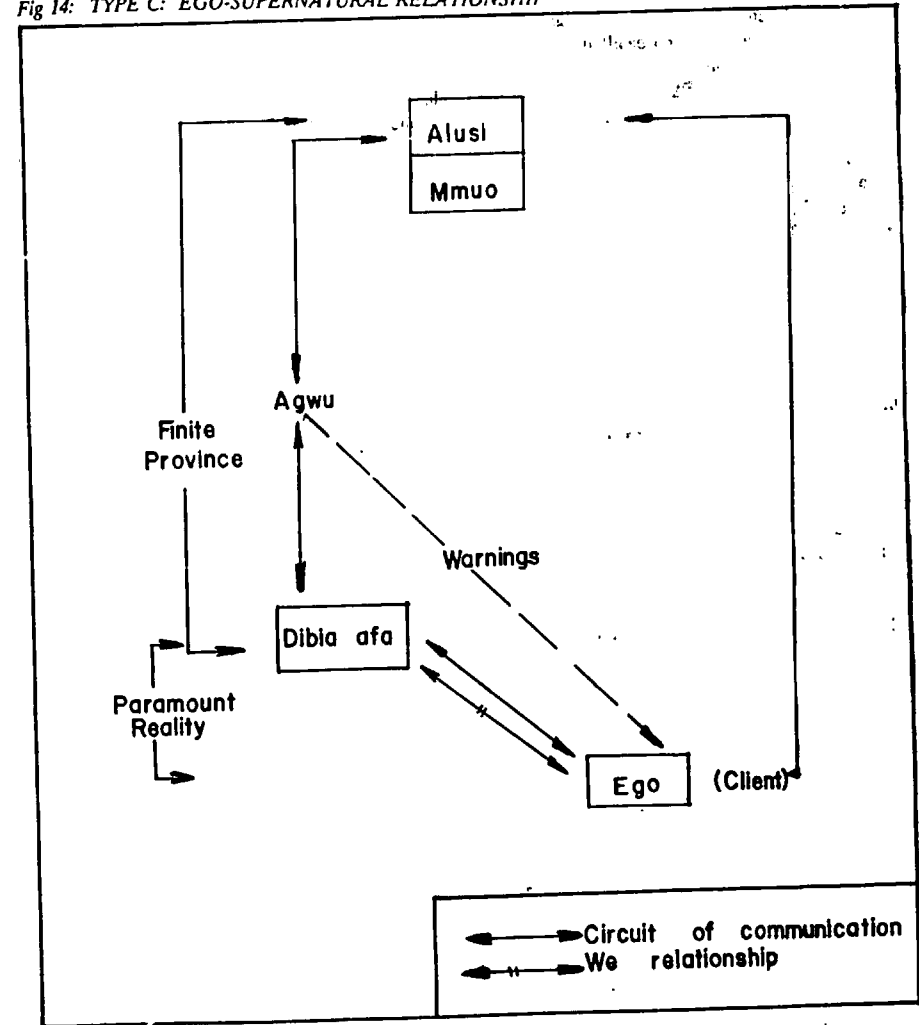 Fig 14: TYPE C: EGO-SUPERNATURAL RELATIONSHIP
Alusi
Mmuo
Agwu
Finite
Province
Warnings
Dibia afa
Paramount
Reality
Ego (Client)
Circuit of communication
We relationship